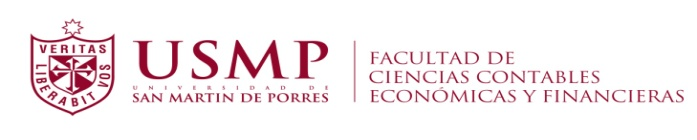 VERITAS
LIBERABIT VOS
USMP
UNIVERSIDAD DE
SAN MARTIN DE PORRES
FACULTAD DE
CIENCIAS CONTABLES
ECONÓMICAS Y FINANCIERAS